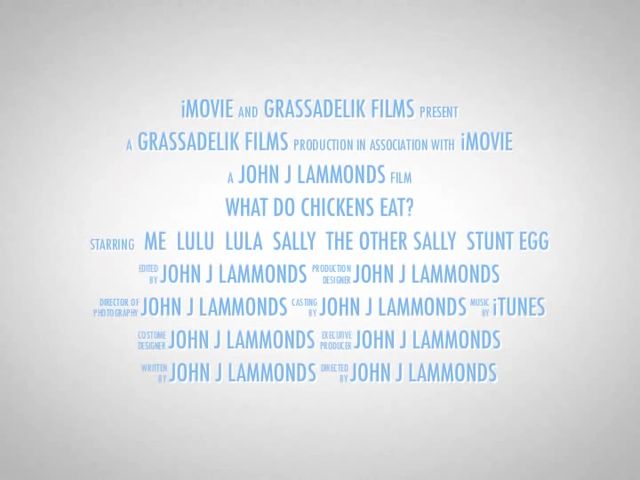 iMOVIE AND GRASSADELIK FILMS PRESENT
A GRASSADELIK FILMS PRODUCTION IN ASSOCIATION WITH iMOVIE
A JOHN J LAMMONDS FILM
WHAT DO CHICKENS EAT?
STARRING ME LULU LULA SALLY THE OTHER SALLY STUNT EGG
EDITED BY JOHN J LAMMONDS PRODUCTION DESIGNER JOHN J LAMMONDS
DIRECTOR OF PHOTOGRAPHY JOHN J LAMMONDS CASTING BY JOHN J LAMMONDS MUSIC BY iTUNES
COSTUME DESIGNER JOHN J LAMMONDS EXECUTIVE PRODUCER JOHN J LAMMONDS
WRITTEN BY JOHN J LAMMONDS DIRECTED BY JOHN J LAMMONDS